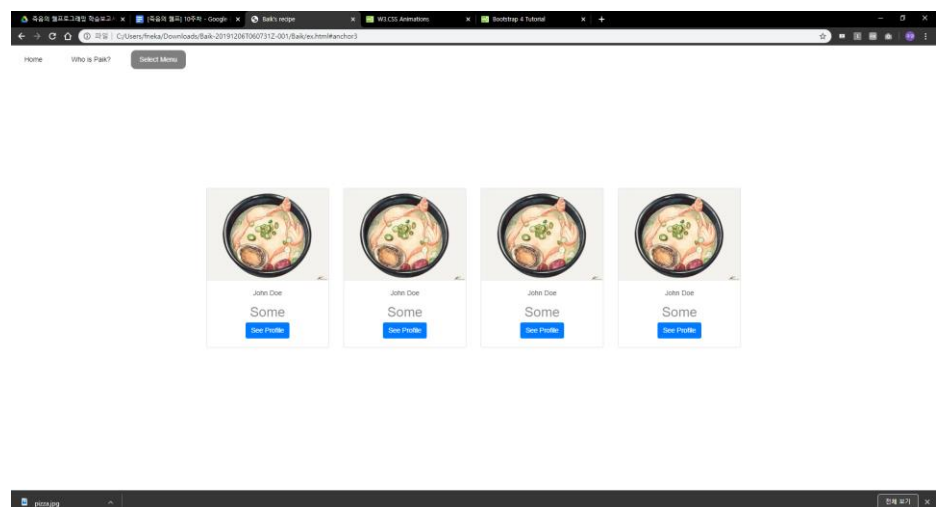 죽음의 웹프로그래밍 학습보고
[죽음의 웹프] 10주차 - Google
Baik's recipe
W3.CSS Animations
Bootstrap 4 Tutorial
파일 | C:/Users/fneka/Downloads/Baik-20191206T060731Z-001/Baik/ex.html#anchor3
Home Who is Paik? Select Menu
John Doe John Doe John Doe John Doe
Some Some Some Some
See Profile See Profile See Profile See Profile
pizza.jpg
전체 보기